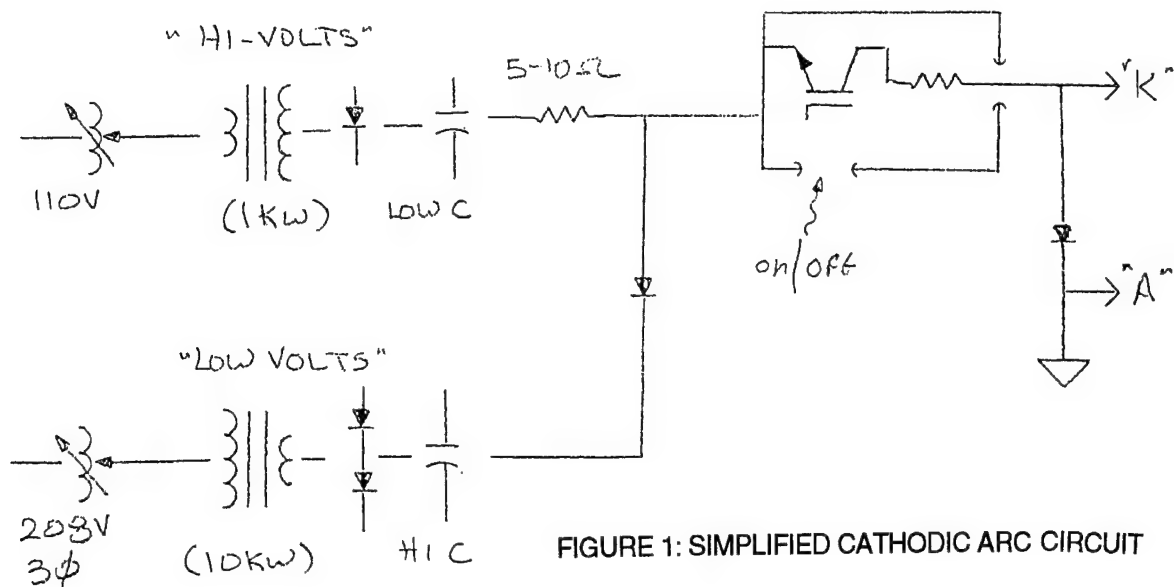 "HI-VOLTS"
5-10Ω
"K"
110V
(1KW)
LOW C
on/off
"A"
"LOW VOLTS"
208V
3φ
(10KW)
HI C
FIGURE 1: SIMPLIFIED CATHODIC ARC CIRCUIT